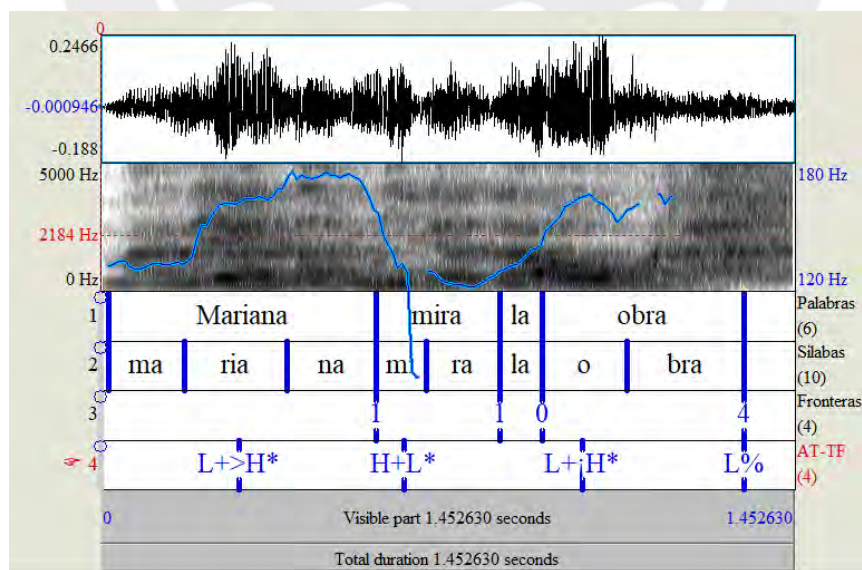 0
0.2466
-0.000946
-0.188
5000 Hz 180 Hz
2184 Hz
0 Hz 120 Hz
1 Mariana mira la obra Palabras (6)
2 ma ria na mi ra la o bra Sílabas (10)
3 1 1 0 4 Fronteras (4)
4 L+>H* H+L* L+¡H* L% AT-TF (4)
0 Visible part 1.452630 seconds 1.452630
Total duration 1.452630 seconds